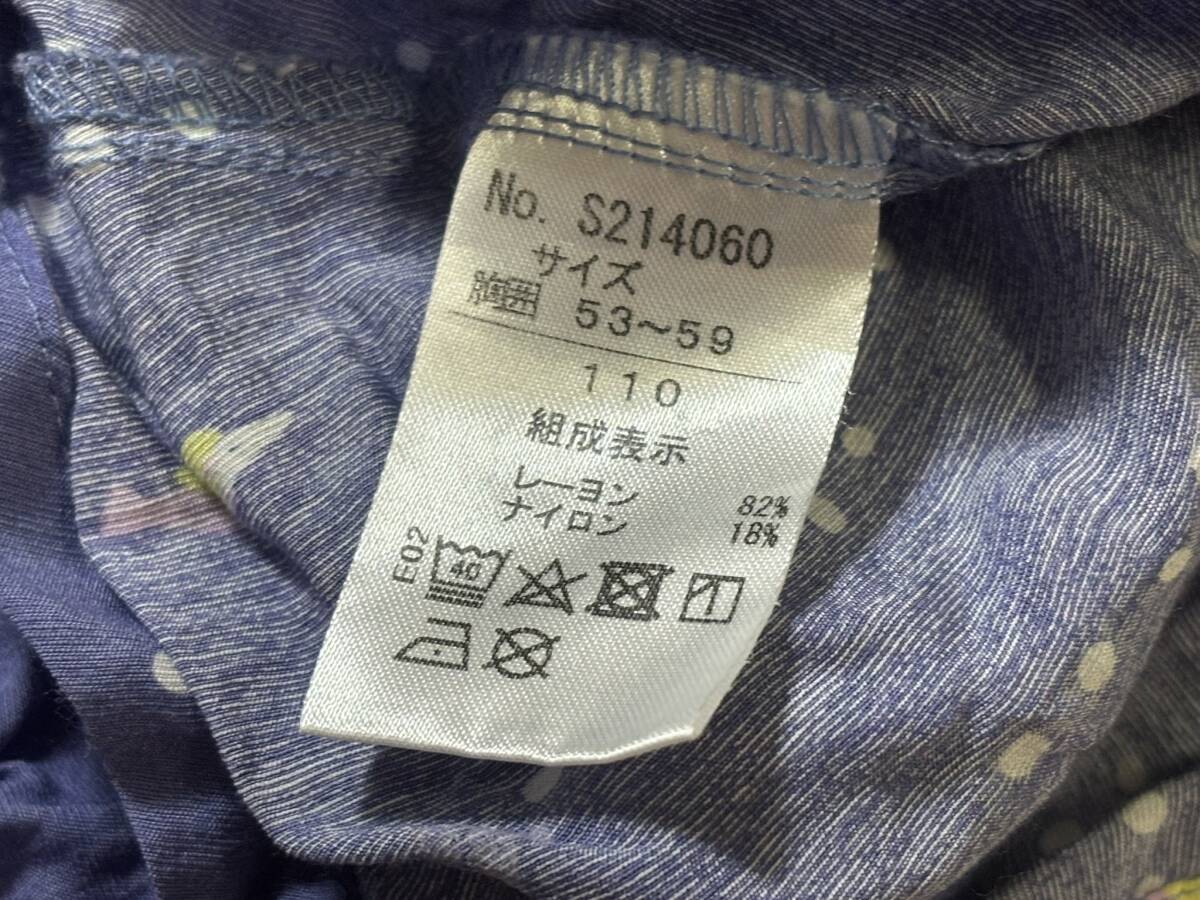 No. S214060
サイズ
胸囲 53〜59
110
組成表示
レーヨン 82%
ナイロン 18%
E02
40